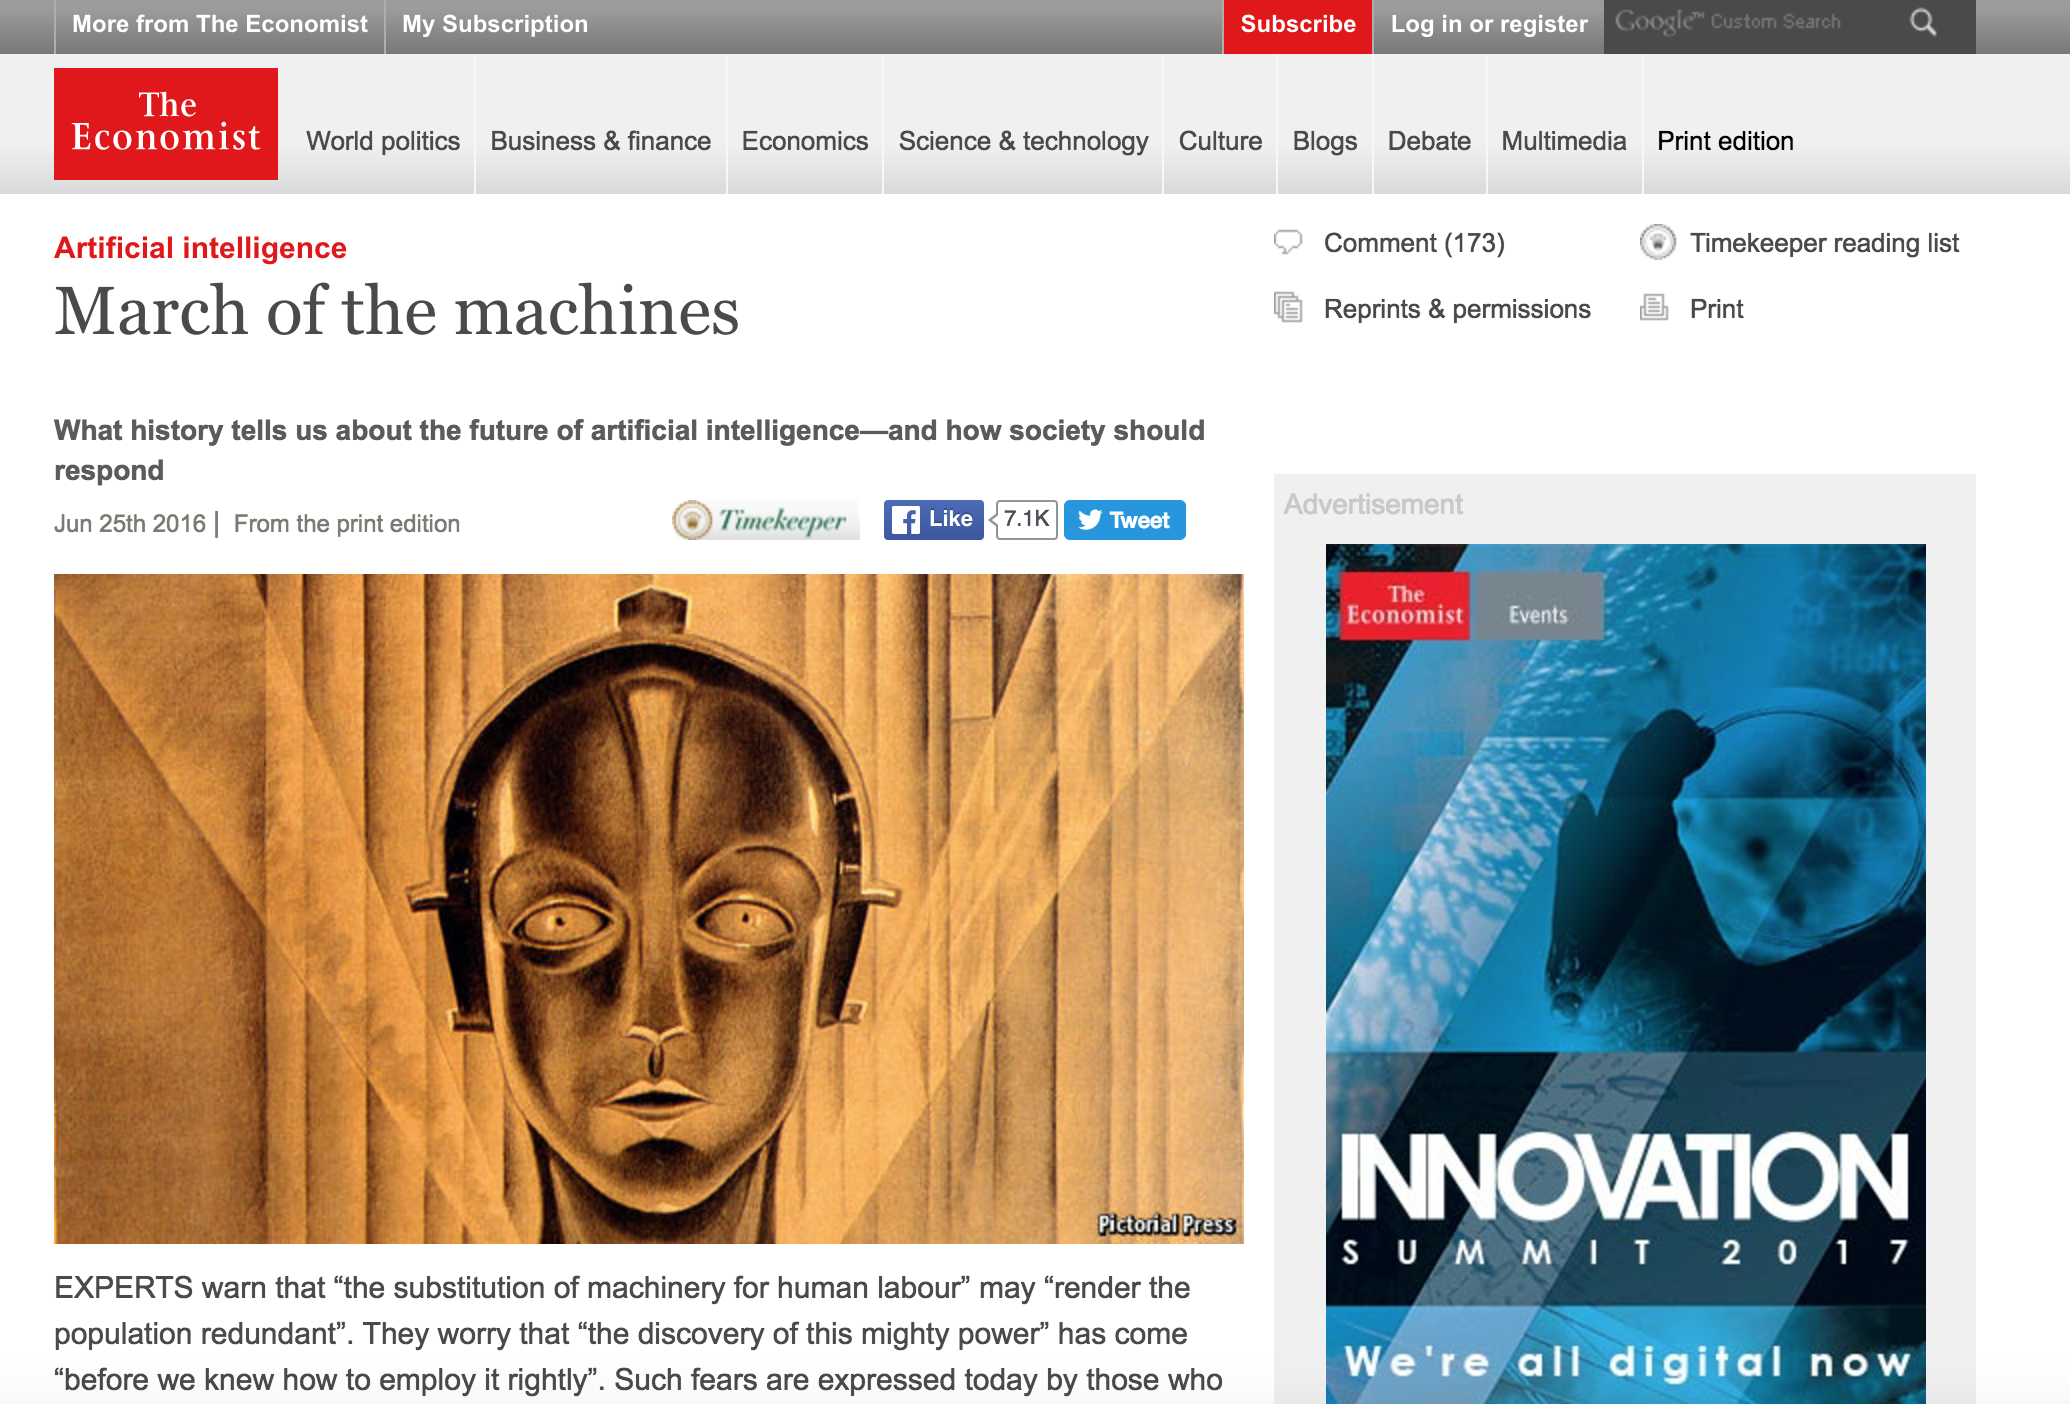 More from The Economist
My Subscription
Subscribe
Log in or register
Google™ Custom Search
The
Economist
World politics
Business & finance
Economics
Science & technology
Culture
Blogs
Debate
Multimedia
Print edition
Artificial intelligence
March of the machines
Comment (173)
Timekeeper reading list
Reprints & permissions
Print
What history tells us about the future of artificial intelligence—and how society should
respond
Jun 25th 2016 | From the print edition
Timekeeper
Like
7.1K
Tweet
Pictorial Press
EXPERTS warn that “the substitution of machinery for human labour” may “render the
population redundant”. They worry that “the discovery of this mighty power” has come
“before we knew how to employ it rightly”. Such fears are expressed today by those who
Advertisement
The
Economist
Events
INNOVATION
SUMMIT 2017
We're all digital now